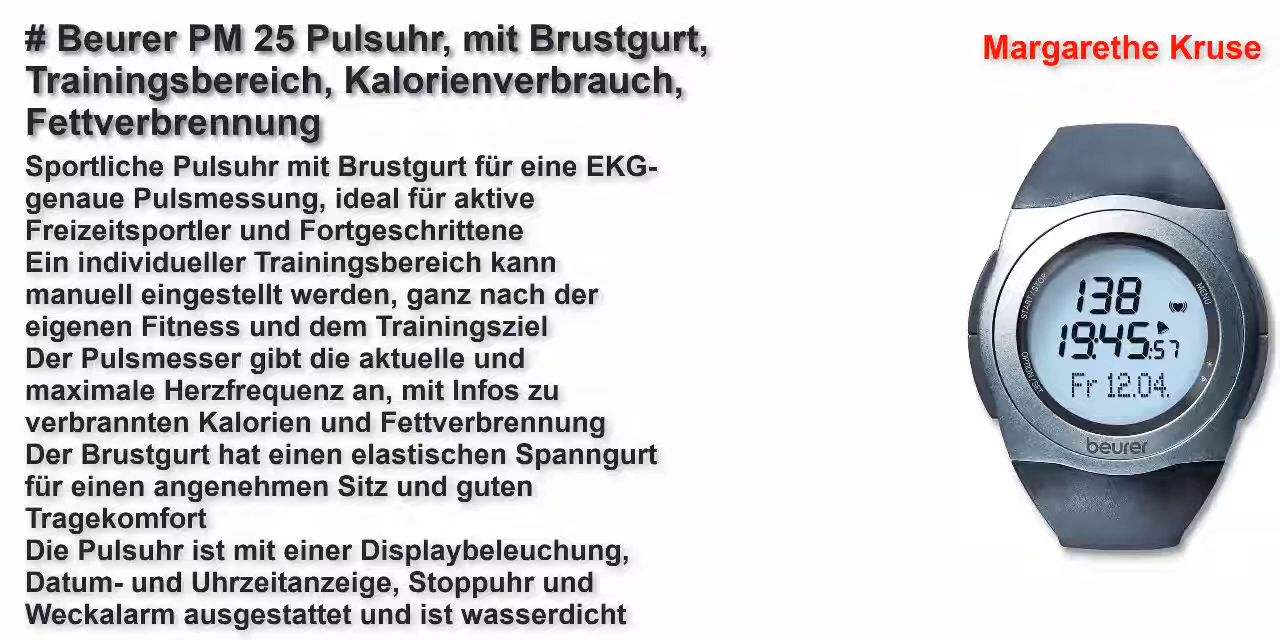 # Beurer PM 25 Pulsuhr, mit Brustgurt,
Trainingsbereich, Kalorienverbrauch,
Fettverbrennung
Sportliche Pulsuhr mit Brustgurt für eine EKG-
genaue Pulsmessung, ideal für aktive
Freizeitsportler und Fortgeschrittene
Ein individueller Trainingsbereich kann
manuell eingestellt werden, ganz nach der
eigenen Fitness und dem Trainingsziel
Der Pulsmesser gibt die aktuelle und
maximale Herzfrequenz an, mit Infos zu
verbrannten Kalorien und Fettverbrennung
Der Brustgurt hat einen elastischen Spanngurt
für einen angenehmen Sitz und guten
Tragekomfort
Die Pulsuhr ist mit einer Displaybeleuchung,
Datum- und Uhrzeitanzeige, Stoppuhr und
Weckalarm ausgestattet und ist wasserdicht
Margarethe Kruse
START / STOP
MENU
138
19:45:57
Fr 12.04.
OPTION / SET
beurer